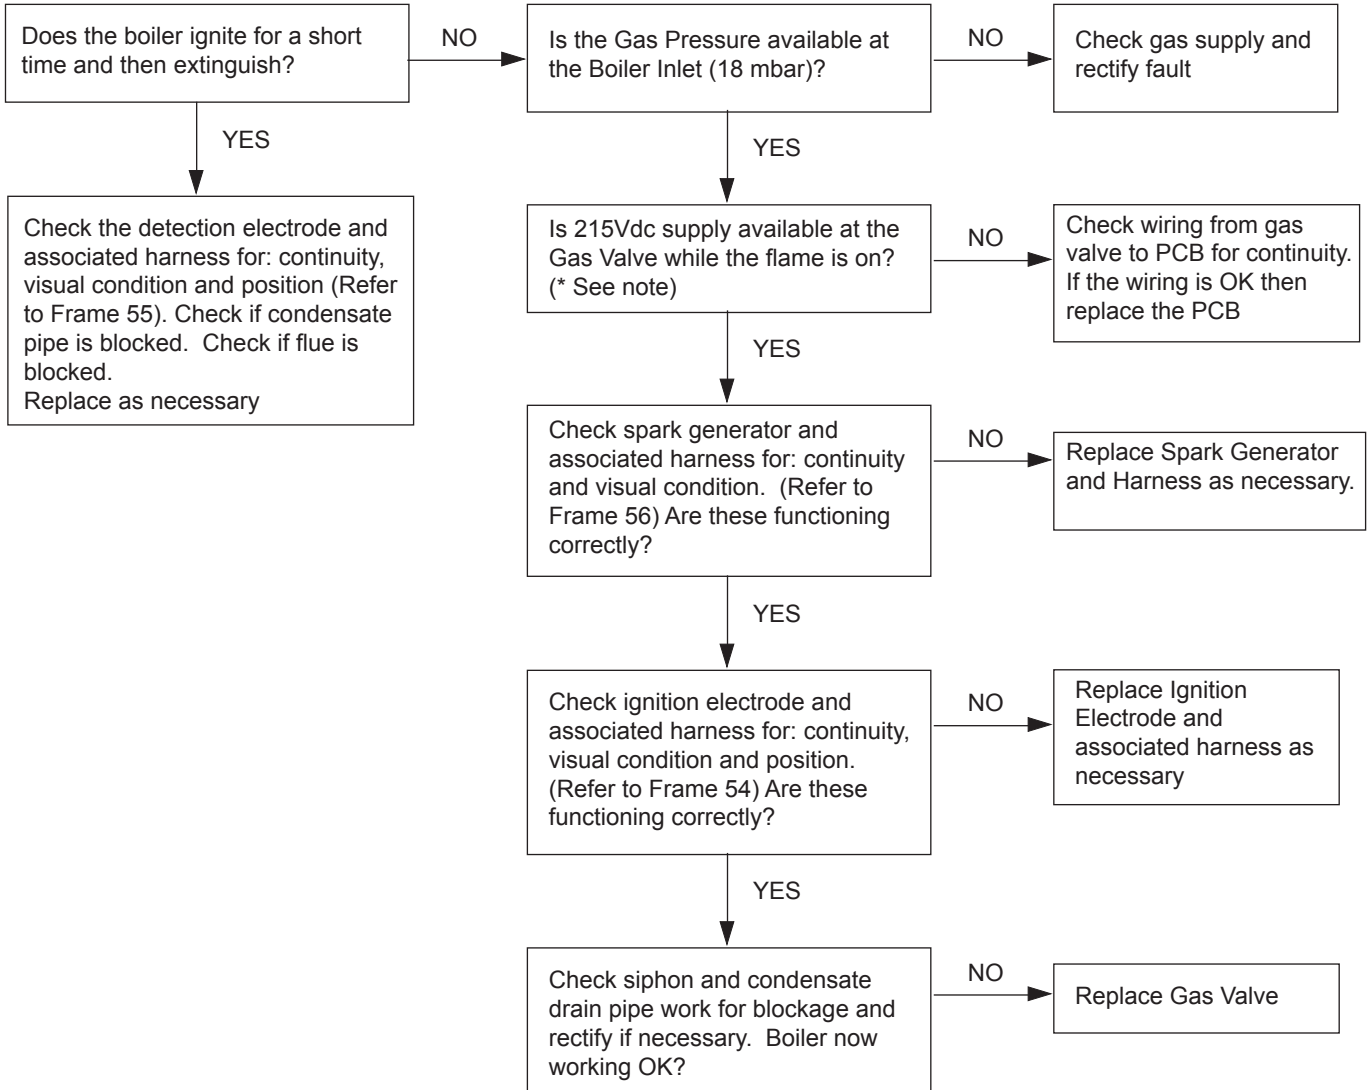 Does the boiler ignite for a short
time and then extinguish?
NO
Is the Gas Pressure available at
the Boiler Inlet (18 mbar)?
NO
Check gas supply and
rectify fault
YES
YES
Check the detection electrode and
associated harness for: continuity,
visual condition and position (Refer
to Frame 55). Check if condensate
pipe is blocked.  Check if flue is
blocked.
Replace as necessary
Is 215Vdc supply available at the
Gas Valve while the flame is on?
(* See note)
NO
Check wiring from gas
valve to PCB for continuity.
If the wiring is OK then
replace the PCB
YES
Check spark generator and
associated harness for: continuity
and visual condition.  (Refer to
Frame 56) Are these functioning
correctly?
NO
Replace Spark Generator
and Harness as necessary.
YES
Check ignition electrode and
associated harness for: continuity,
visual condition and position.
(Refer to Frame 54) Are these
functioning correctly?
NO
Replace Ignition
Electrode and
associated harness as
necessary
YES
Check siphon and condensate
drain pipe work for blockage and
rectify if necessary.  Boiler now
working OK?
NO
Replace Gas Valve